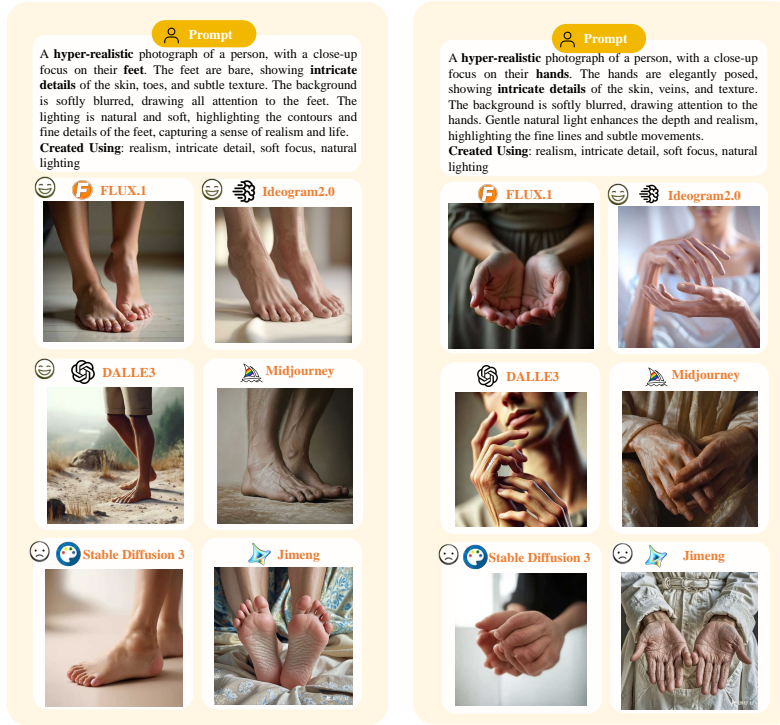 Prompt
A hyper-realistic photograph of a person, with a close-up
focus on their feet. The feet are bare, showing intricate
details of the skin, toes, and subtle texture. The background
is softly blurred, drawing all attention to the feet. The
lighting is natural and soft, highlighting the contours and
fine details of the feet, capturing a sense of realism and life.
Created Using: realism, intricate detail, soft focus, natural
lighting
FLUX.1
Ideogram2.0
DALLE3
Midjourney
Stable Diffusion 3
Jimeng
Prompt
A hyper-realistic photograph of a person, with a close-up
focus on their hands. The hands are elegantly posed,
showing intricate details of the skin, veins, and texture.
The background is softly blurred, drawing attention to the
hands. Gentle natural light enhances the depth and realism,
highlighting the fine lines and subtle movements.
Created Using: realism, intricate detail, soft focus, natural
lighting
FLUX.1
Ideogram2.0
DALLE3
Midjourney
Stable Diffusion 3
Jimeng